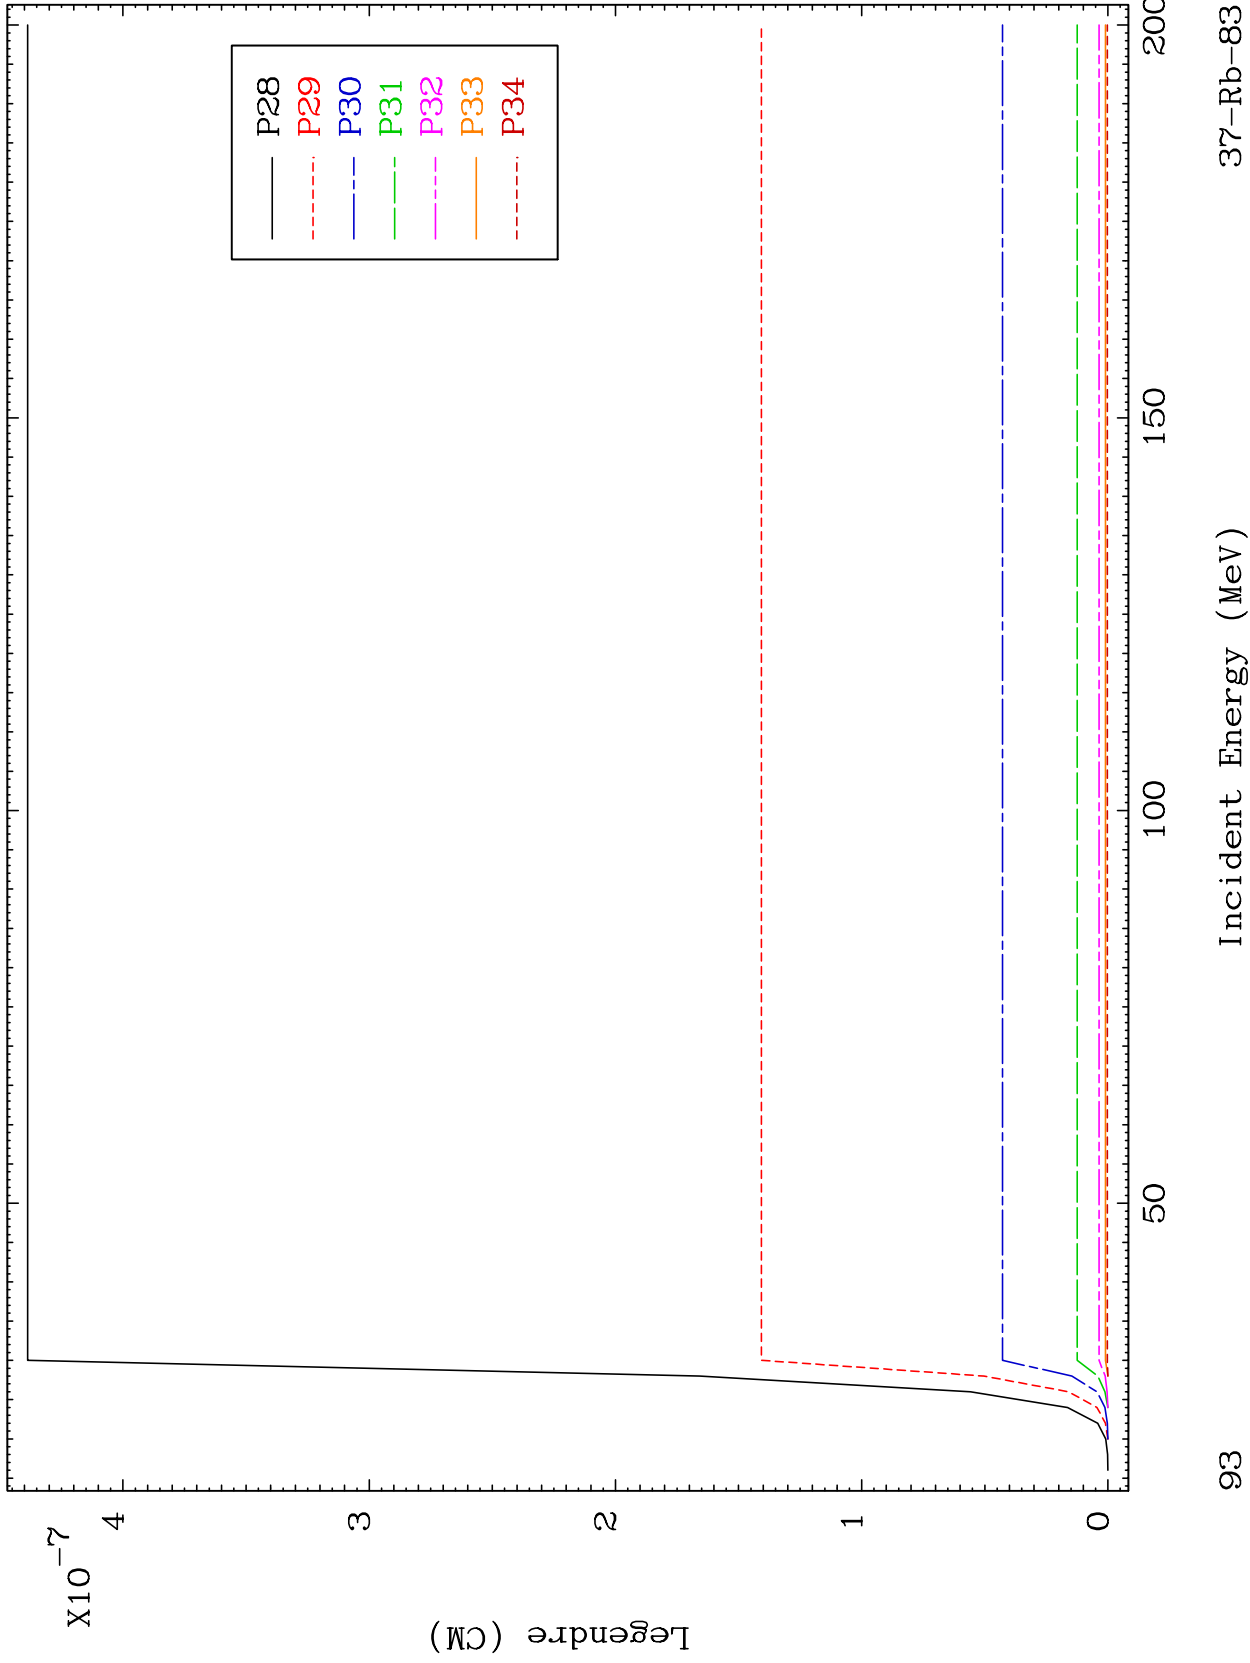 X10-7
4
3
2
1
0
Legendre (CM)
P28
P29
P30
P31
P32
P33
P34
50
100
150
200
Incident Energy (MeV)
93
37-Rb-83